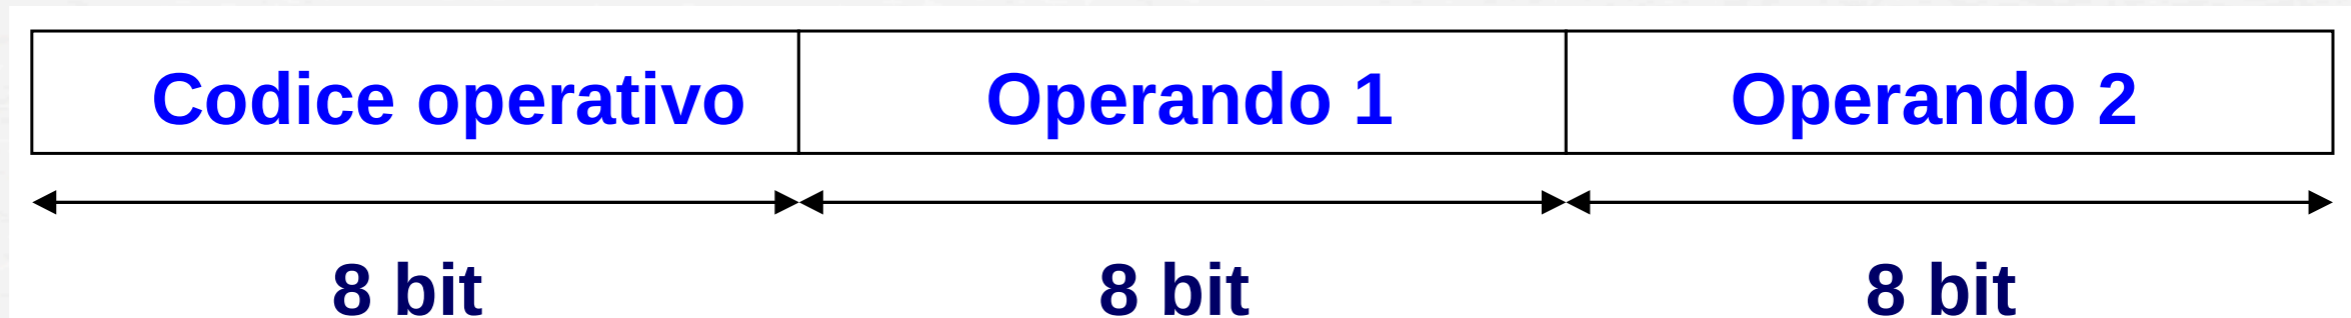 Codice operativo Operando 1 Operando 2
8 bit 8 bit 8 bit